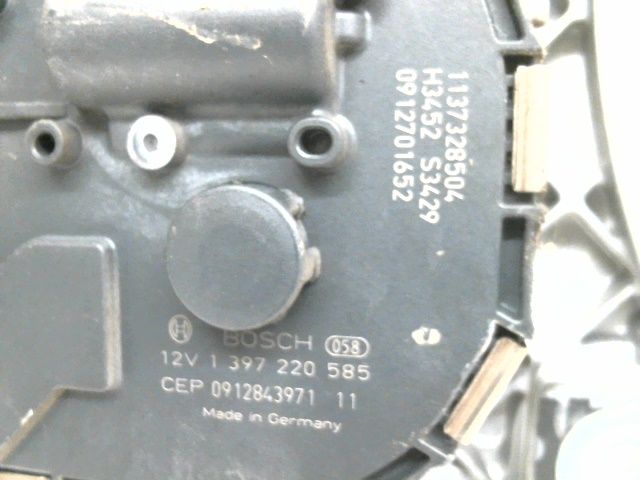 1137328504
H3452 S3429
0912701652
BOSCH 058
12V 1 397 220 585
CEP 0912843971 11
Made in Germany